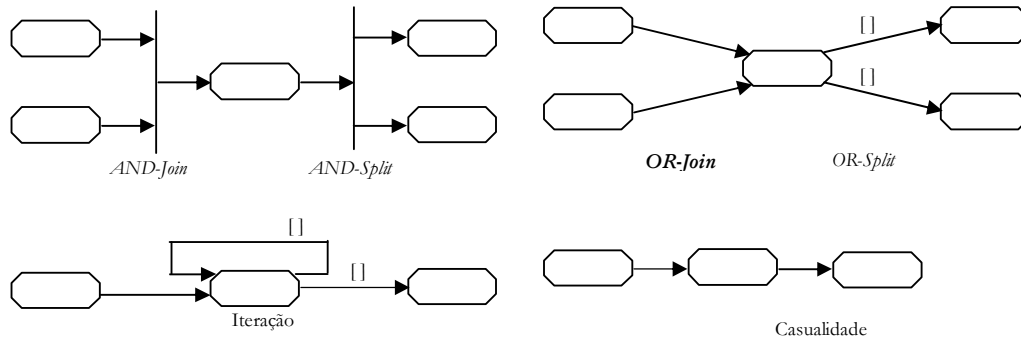 [ ]
[ ]
AND-Join
AND-Split
OR-Join
OR-Split
[ ]
[ ]
Iteração
Casualidade